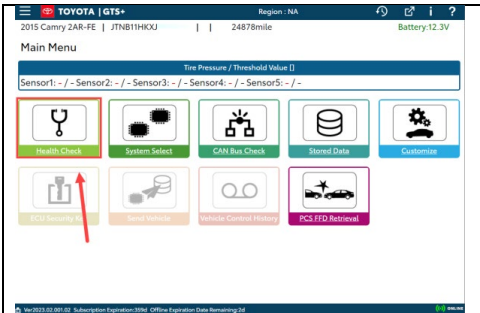 TOYOTA | GTS+ Region : NA i ?
2015 Camry 2AR-FE | JTNB11HKXJ | | 24878mile Battery:12.3V
Main Menu
Tire Pressure / Threshold Value []
Sensor1: - / - Sensor2: - / - Sensor3: - / - Sensor4: - / - Sensor5: - / -
Health Check System Select CAN Bus Check Stored Data Customize
ECU Security Key Send Vehicle Vehicle Control History PCS FFD Retrieval
Ver2023.02.001.02 Subscription Expiration:359d Offline Expiration Date Remaining:2d ONLINE